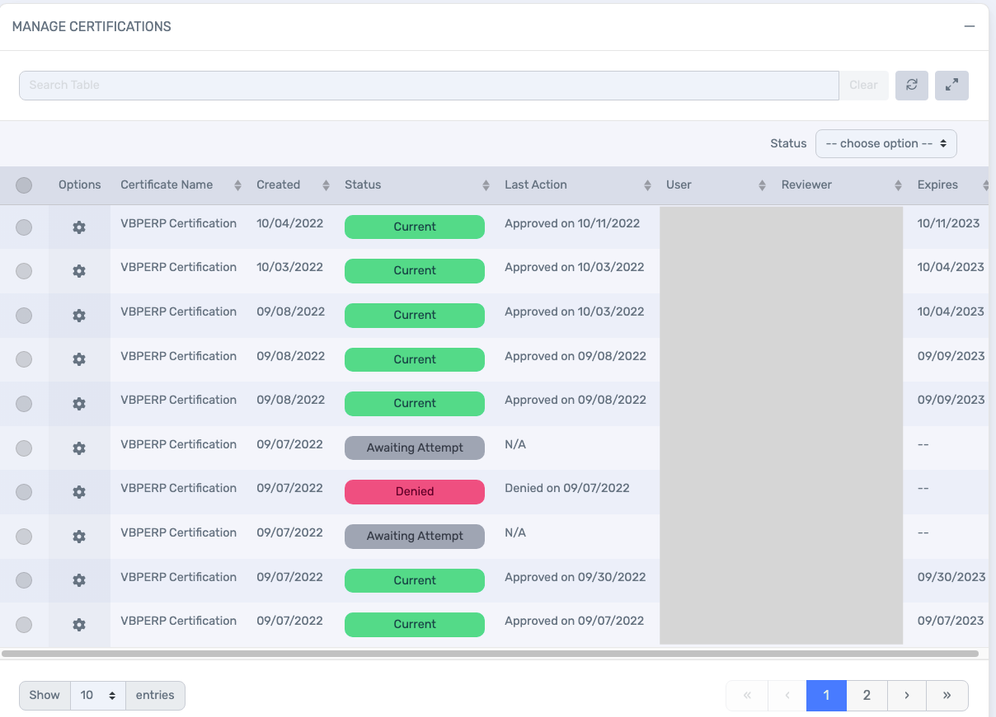 MANAGE CERTIFICATIONS
Search Table Clear
Status -- choose option --
Options Certificate Name Created Status Last Action User Reviewer Expires
VBPERP Certification 10/04/2022 Current Approved on 10/11/2022 10/11/2023
VBPERP Certification 10/03/2022 Current Approved on 10/03/2022 10/04/2023
VBPERP Certification 09/08/2022 Current Approved on 10/03/2022 10/04/2023
VBPERP Certification 09/08/2022 Current Approved on 09/08/2022 09/09/2023
VBPERP Certification 09/08/2022 Current Approved on 09/08/2022 09/09/2023
VBPERP Certification 09/07/2022 Awaiting Attempt N/A --
VBPERP Certification 09/07/2022 Denied Denied on 09/07/2022 --
VBPERP Certification 09/07/2022 Awaiting Attempt N/A --
VBPERP Certification 09/07/2022 Current Approved on 09/30/2022 09/30/2023
VBPERP Certification 09/07/2022 Current Approved on 09/07/2022 09/07/2023
Show 10 entries « ‹ 1 2 › »